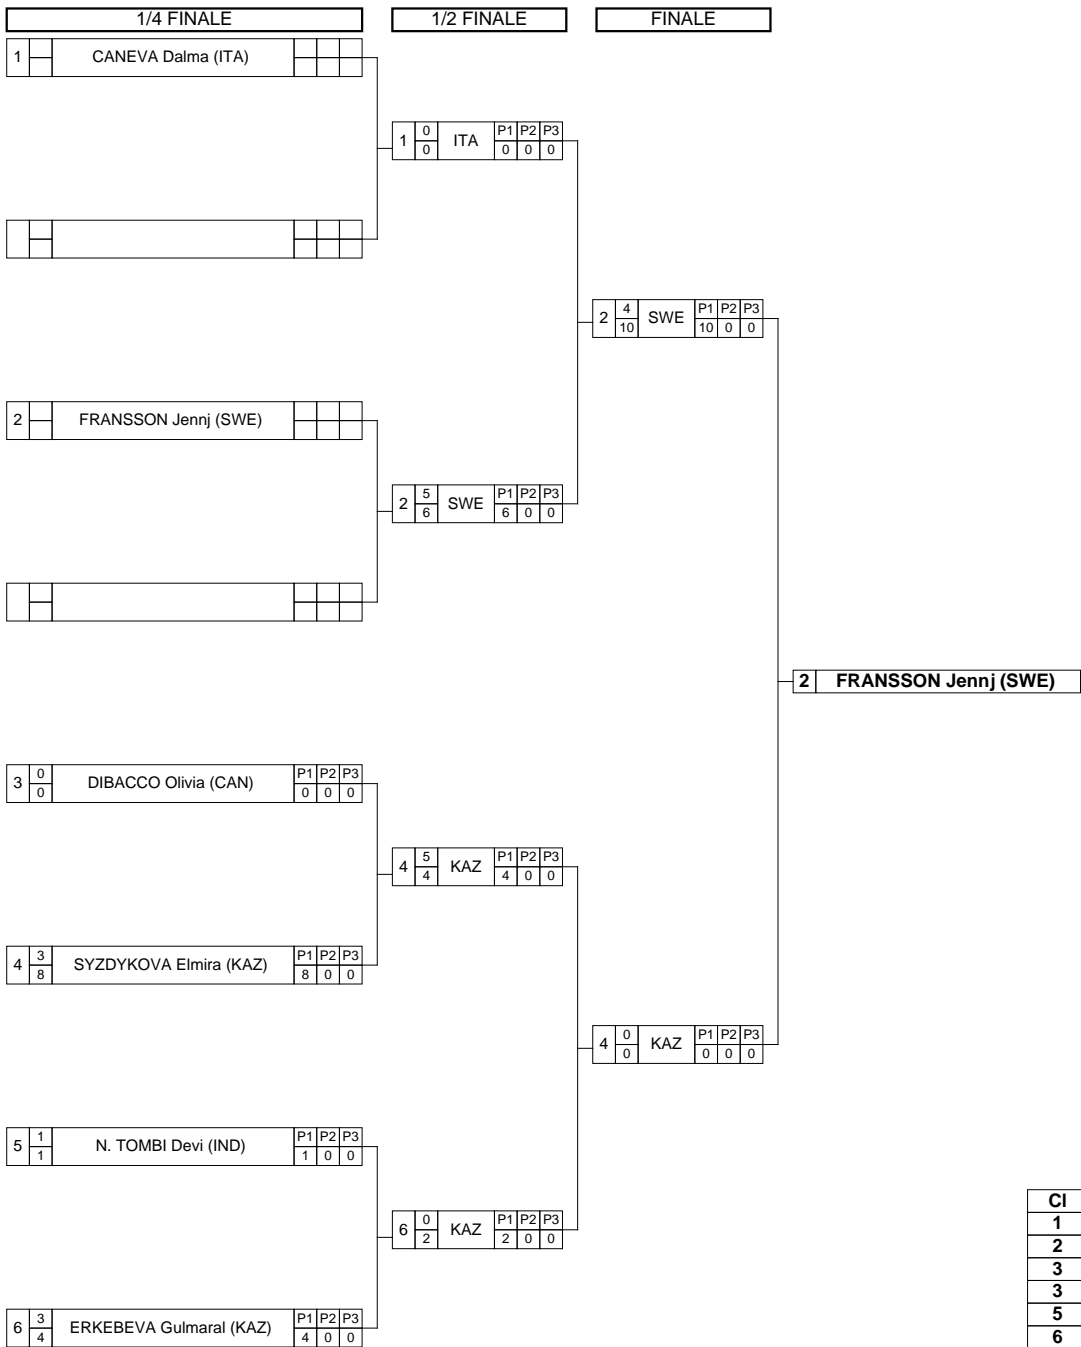 1/4 FINALE 1/2 FINALE FINALE
1 CANEVA Dalma (ITA)
1 0 ITA P1 P2 P3
0 0 0 0
2 4 SWE P1 P2 P3
10 10 0 0
2 FRANSSON Jennj (SWE)
2 5 SWE P1 P2 P3
6 6 0 0
2 FRANSSON Jennj (SWE)
3 0 DIBACCO Olivia (CAN) P1 P2 P3
0 0 0 0
4 5 KAZ P1 P2 P3
4 4 0 0
4 3 SYZDYKOVA Elmira (KAZ) P1 P2 P3
8 8 0 0
4 0 KAZ P1 P2 P3
0 0 0 0
5 1 N. TOMBI Devi (IND) P1 P2 P3
1 1 0 0
6 0 KAZ P1 P2 P3
2 2 0 0
6 3 ERKEBEVA Gulmaral (KAZ) P1 P2 P3
4 4 0 0
Cl
1
2
3
3
5
6